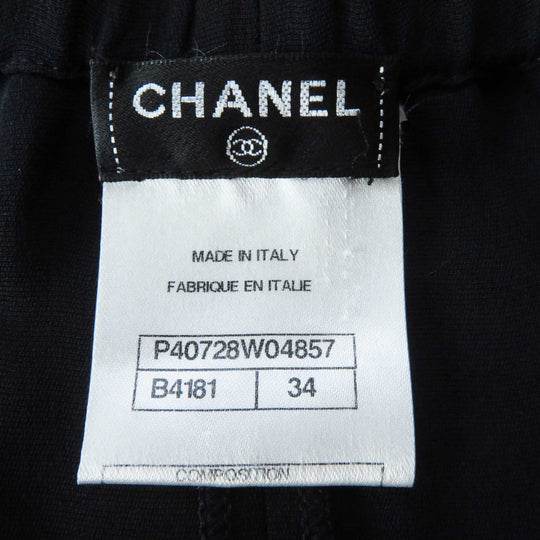 CHANEL
MADE IN ITALY
FABRIQUE EN ITALIE
P40728W04857
B4181 34
COMPOSITION